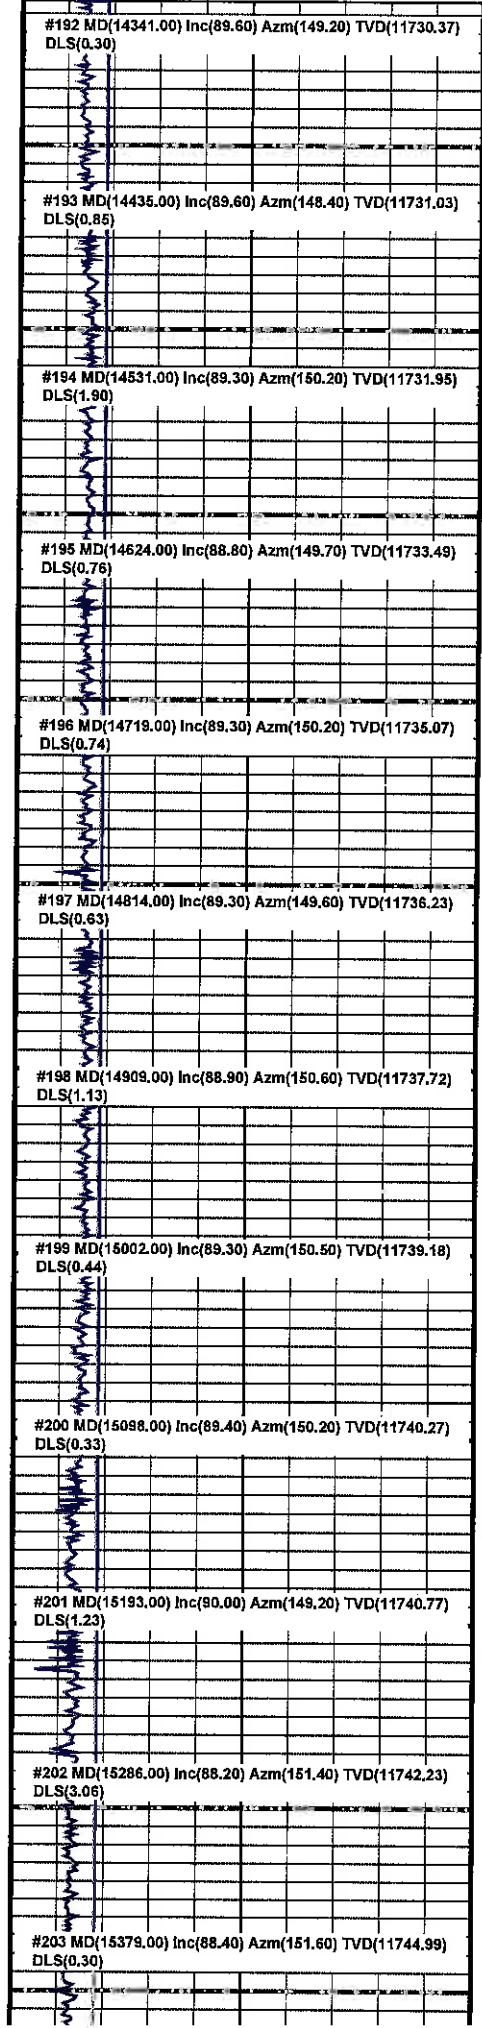 #192 MD(14341.00) Inc(89.60) Azm(149.20) TVD(11730.37)
DLS(0.30)
#193 MD(14435.00) Inc(89.60) Azm(148.40) TVD(11731.03)
DLS(0.85)
#194 MD(14531.00) Inc(89.30) Azm(150.20) TVD(11731.95)
DLS(1.90)
#195 MD(14624.00) Inc(88.80) Azm(149.70) TVD(11733.49)
DLS(0.76)
#196 MD(14719.00) Inc(89.30) Azm(150.20) TVD(11735.07)
DLS(0.74)
#197 MD(14814.00) Inc(89.30) Azm(149.60) TVD(11736.23)
DLS(0.63)
#198 MD(14909.00) Inc(88.90) Azm(150.60) TVD(11737.72)
DLS(1.13)
#199 MD(15002.00) Inc(89.30) Azm(150.50) TVD(11739.18)
DLS(0.44)
#200 MD(15098.00) Inc(89.40) Azm(150.20) TVD(11740.27)
DLS(0.33)
#201 MD(15193.00) Inc(90.00) Azm(149.20) TVD(11740.77)
DLS(1.23)
#202 MD(15286.00) Inc(88.20) Azm(151.40) TVD(11742.23)
DLS(3.06)
#203 MD(15379.00) Inc(88.40) Azm(151.60) TVD(11744.99)
DLS(0.30)